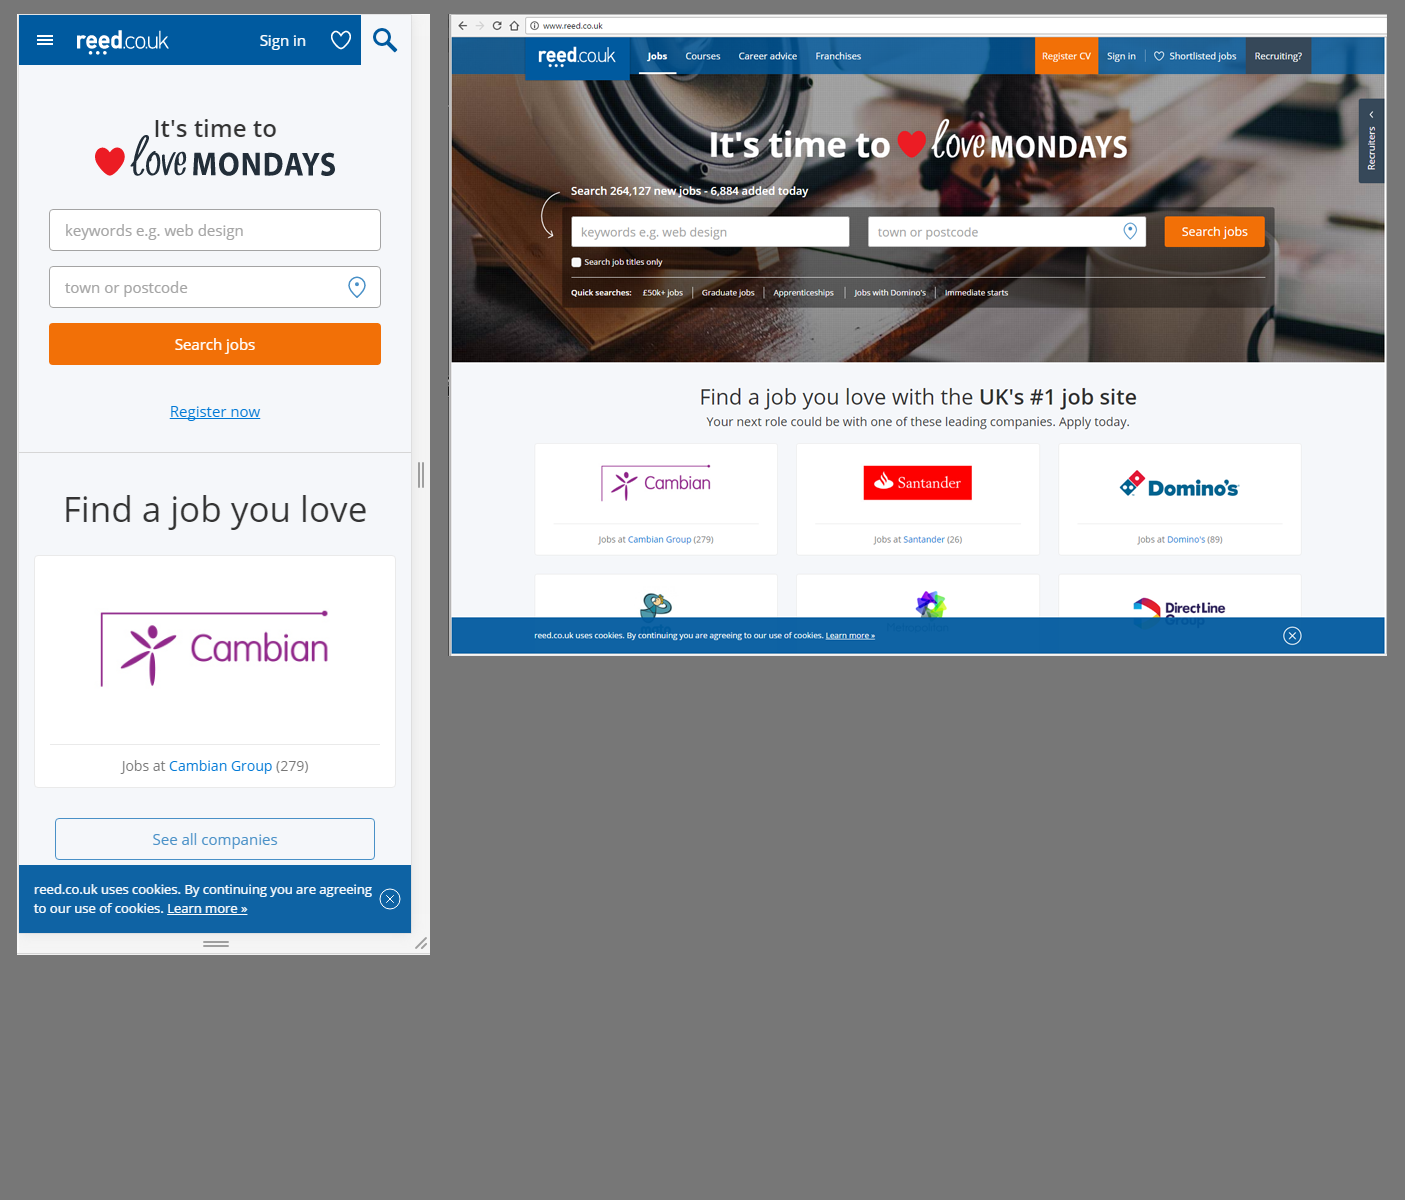 reed.co.uk
Sign in
It's time to
love MONDAYS
keywords e.g. web design
town or postcode
Search jobs
Register now
Find a job you love
Cambian
Jobs at Cambian Group (279)
See all companies
reed.co.uk uses cookies. By continuing you are agreeing
to our use of cookies. Learn more »
www.reed.co.uk
reed.co.uk Jobs Courses Career advice Franchises Register CV Sign in Shortlisted jobs Recruiting?
Recruiters
It's time to love MONDAYS
Search 264,127 new jobs - 6,884 added today
keywords e.g. web design town or postcode Search jobs
Search job titles only
Quick searches: £50k+ jobs Graduate jobs Apprenticeships Jobs with Domino's Immediate starts
Find a job you love with the UK's #1 job site
Your next role could be with one of these leading companies. Apply today.
Cambian Santander Domino's
Jobs at Cambian Group (279) Jobs at Santander (26) Jobs at Domino's (89)
DirectLine
Group
reed.co.uk uses cookies. By continuing you are agreeing to our use of cookies. Learn more »